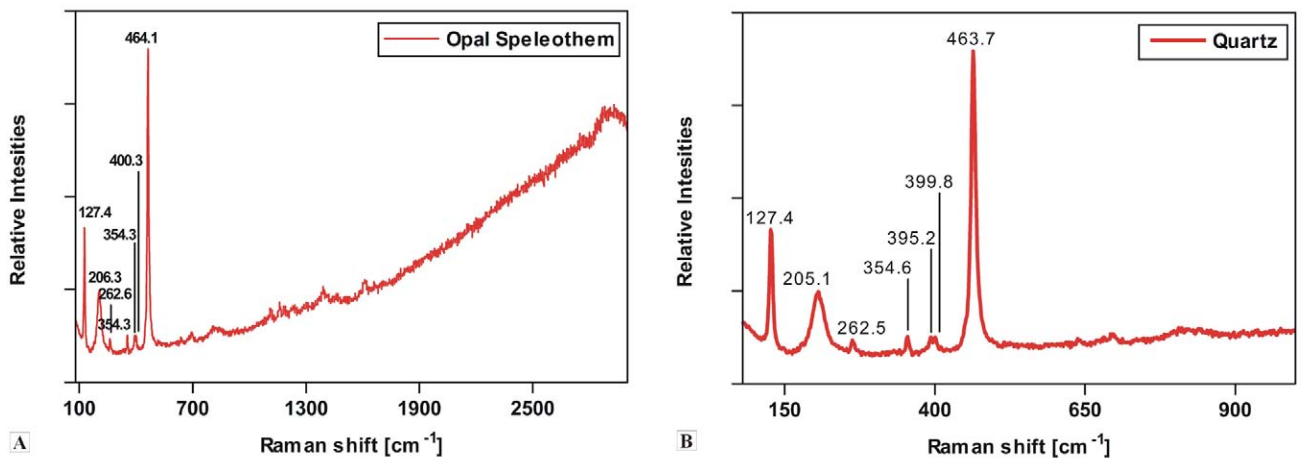 Opal Speleothem
464.1
400.3
127.4
354.3
206.3
262.6
354.3
Relative Intesities
100 700 1300 1900 2500
Raman shift [cm⁻¹]
A
Quartz
463.7
399.8
127.4
395.2
354.6
205.1
262.5
Relative Intesities
150 400 650 900
Raman shift [cm⁻¹]
B